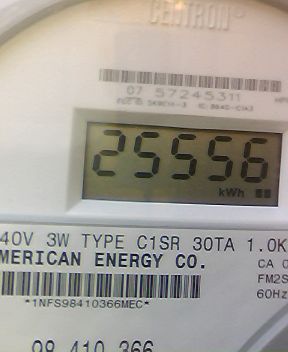 CENTRON®
07 57245311
25556
kWh
40V 3W TYPE C1SR 30TA 1.0K
MERICAN ENERGY CO.
CA 0
FM2S
60Hz
*1NFS98410366MEC*
98 410 366